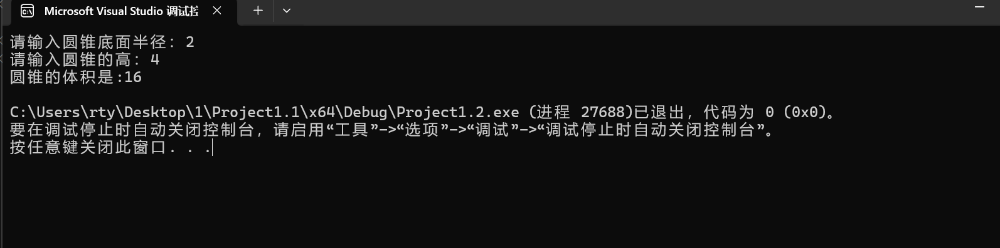 Microsoft Visual Studio 调试控
请输入圆锥底面半径：2
请输入圆锥的高：4
圆锥的体积是:16
C:\Users\rty\Desktop\1\Project1.1\x64\Debug\Project1.2.exe (进程 27688)已退出，代码为 0 (0x0)。
要在调试停止时自动关闭控制台，请启用“工具”->“选项”->“调试”->“调试停止时自动关闭控制台”。
按任意键关闭此窗口. . .